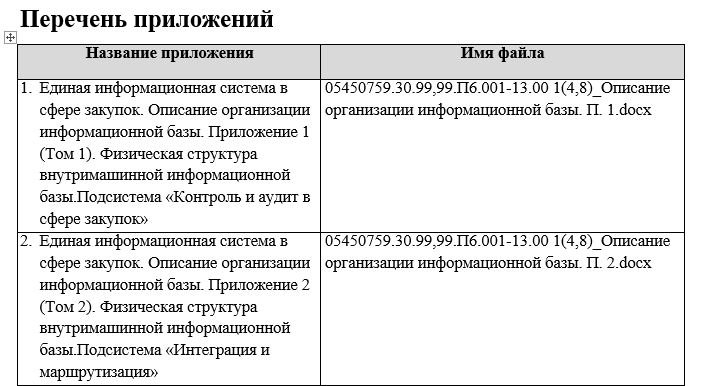 Перечень приложений
Название приложения Имя файла
1. Единая информационная система в
сфере закупок. Описание организации
информационной базы. Приложение 1
(Том 1). Физическая структура
внутримашинной информационной
базы.Подсистема «Контроль и аудит в
сфере закупок»
05450759.30.99,99.П6.001-13.00 1(4,8)_Описание
организации информационной базы. П. 1.docx
2. Единая информационная система в
сфере закупок. Описание организации
информационной базы. Приложение 2
(Том 2). Физическая структура
внутримашинной информационной
базы.Подсистема «Интеграция и
маршрутизация»
05450759.30.99,99.П6.001-13.00 1(4,8)_Описание
организации информационной базы. П. 2.docx